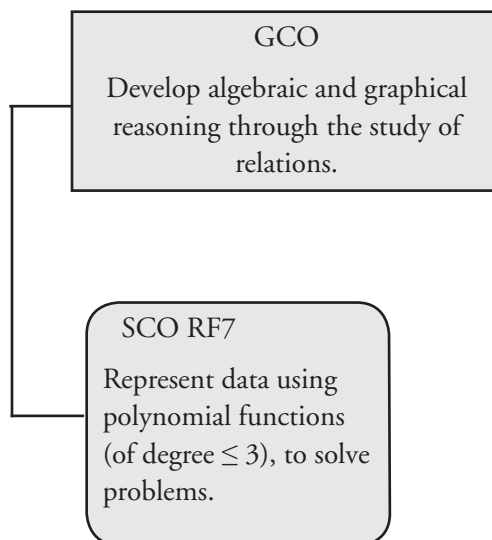 GCO
Develop algebraic and graphical
reasoning through the study of
relations.
SCO RF7
Represent data using
polynomial functions
(of degree ≤ 3), to solve
problems.